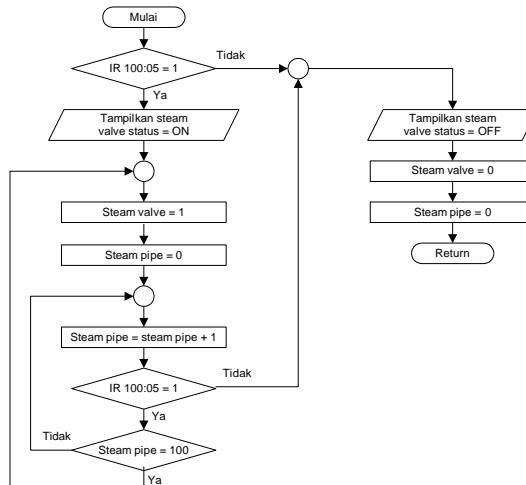 Mulai
Tidak
IR 100:05 = 1
Ya
Tampilkan steam
valve status = ON
Steam valve = 1
Steam pipe = 0
Steam pipe = steam pipe + 1
Tidak
IR 100:05 = 1
Ya
Tidak
Steam pipe = 100
Ya
Tampilkan steam
valve status = OFF
Steam valve = 0
Steam pipe = 0
Return